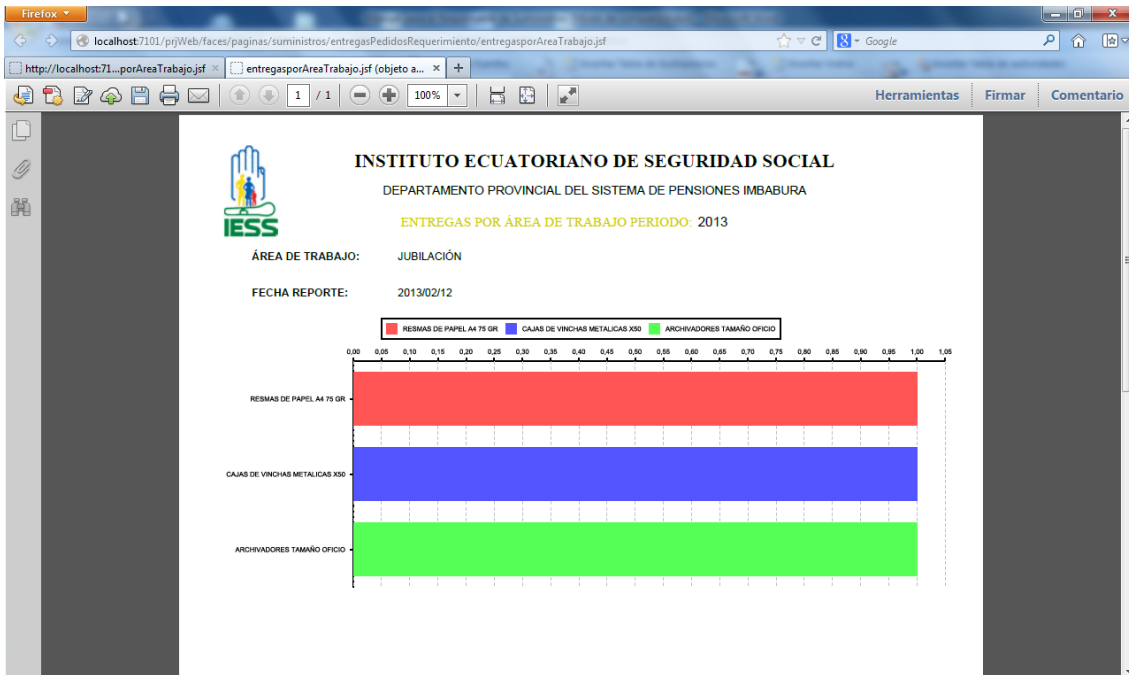 Firefox
localhost:7101/prjWeb/faces/paginas/suministros/entregasPedidosRequerimiento/entregasporAreaTrabajo.jsf
Google
http://localhost:71...porAreaTrabajo.jsf
entregasporAreaTrabajo.jsf (objeto a...
1 / 1
100%
Herramientas
Firmar
Comentario
IESS
INSTITUTO ECUATORIANO DE SEGURIDAD SOCIAL
DEPARTAMENTO PROVINCIAL DEL SISTEMA DE PENSIONES IMBABURA
ENTREGAS POR ÁREA DE TRABAJO PERIODO: 2013
ÁREA DE TRABAJO: JUBILACIÓN
FECHA REPORTE: 2013/02/12
RESMAS DE PAPEL A4 75 GR CAJAS DE VINCHAS METALICAS X50 ARCHIVADORES TAMAÑO OFICIO
0,00 0,05 0,10 0,15 0,20 0,25 0,30 0,35 0,40 0,45 0,50 0,55 0,60 0,65 0,70 0,75 0,80 0,85 0,90 0,95 1,00 1,05
RESMAS DE PAPEL A4 75 GR
CAJAS DE VINCHAS METALICAS X50
ARCHIVADORES TAMAÑO OFICIO